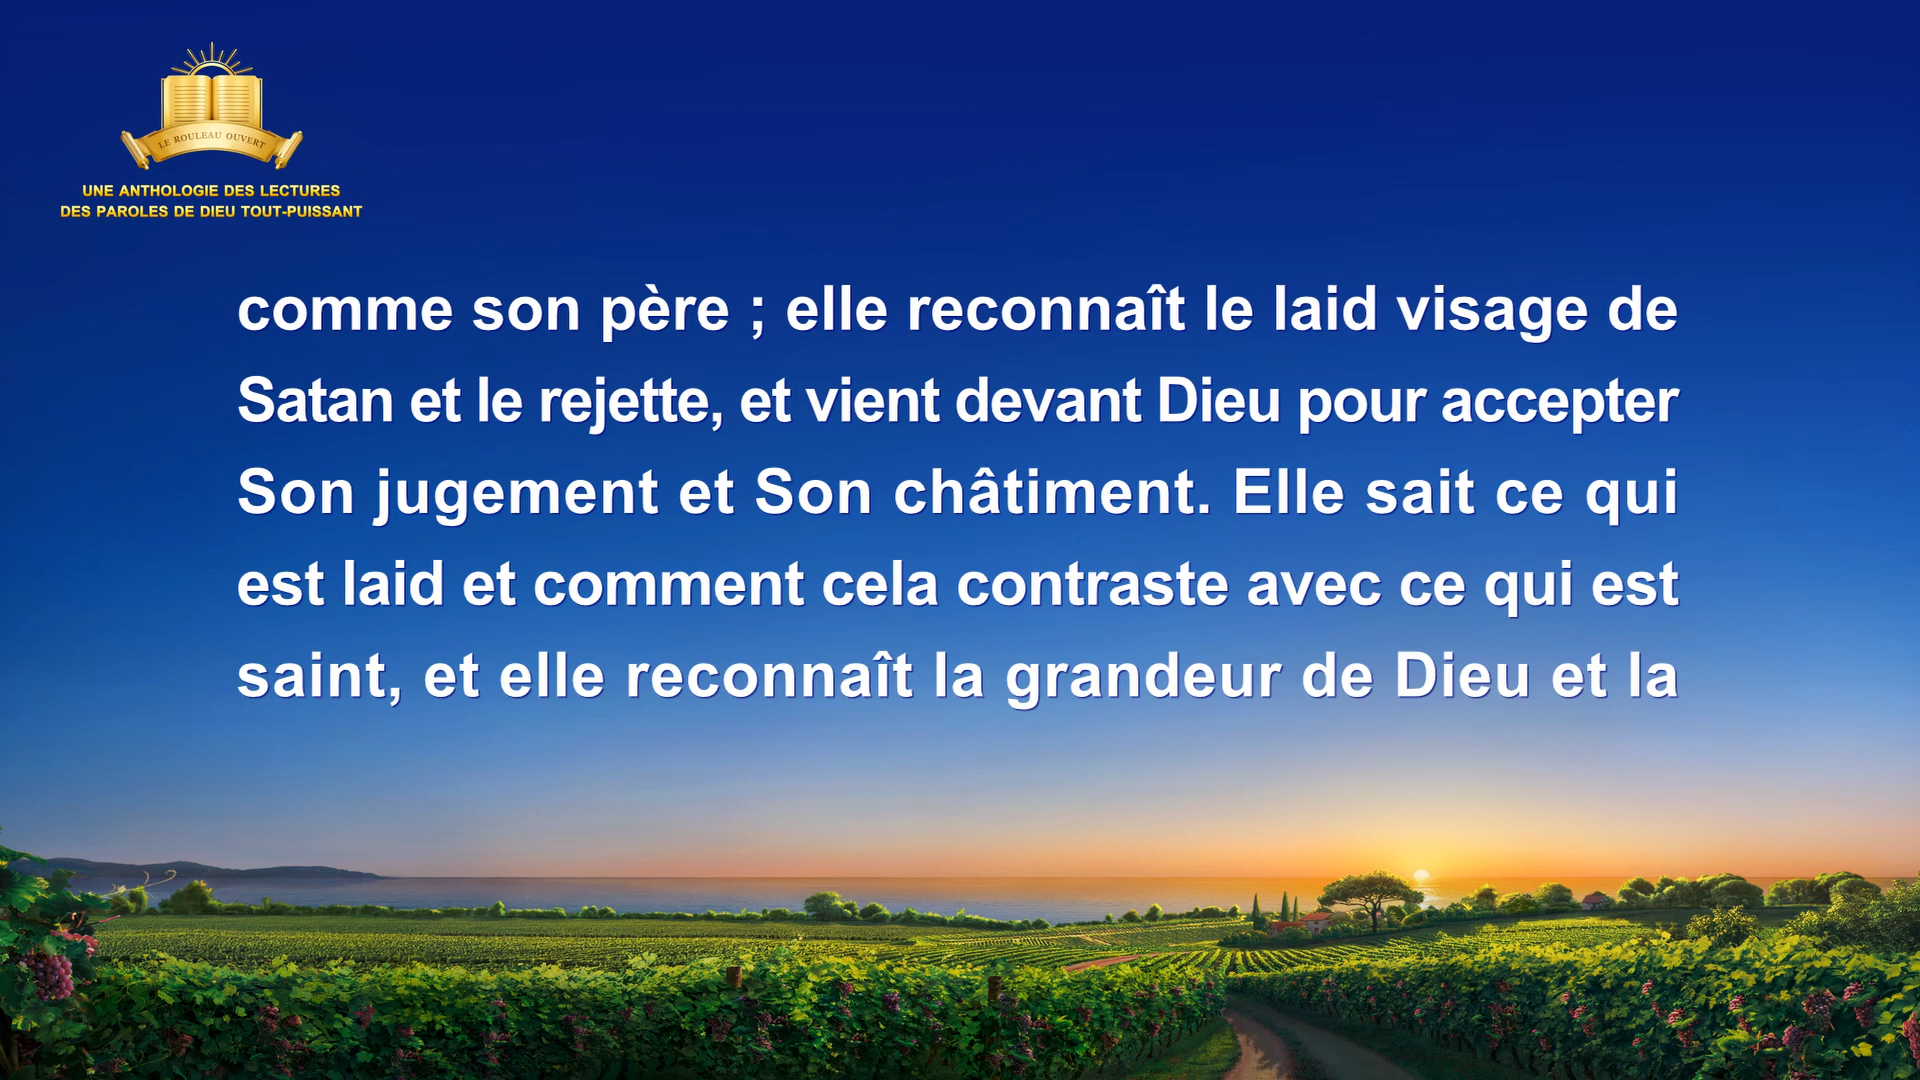 LE ROULEAU OUVERT
UNE ANTHOLOGIE DES LECTURES
DES PAROLES DE DIEU TOUT-PUISSANT
comme son père ; elle reconnaît le laid visage de
Satan et le rejette, et vient devant Dieu pour accepter
Son jugement et Son châtiment. Elle sait ce qui
est laid et comment cela contraste avec ce qui est
saint, et elle reconnaît la grandeur de Dieu et la